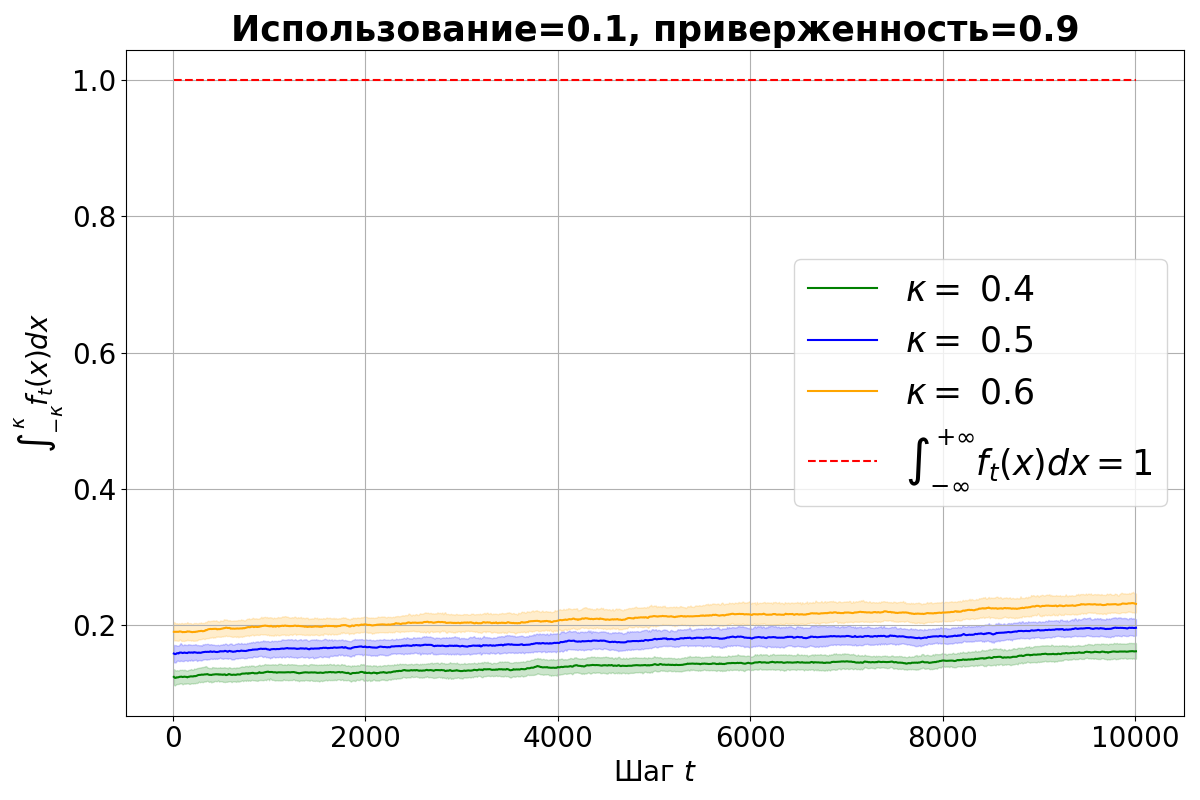 Использование=0.1, приверженность=0.9
1.0
0.8
0.6
0.4
0.2
∫_{-κ}^{κ} f_t(x)dx
κ = 0.4
κ = 0.5
κ = 0.6
∫_{-∞}^{+∞} f_t(x)dx = 1
0 2000 4000 6000 8000 10000
Шаг t